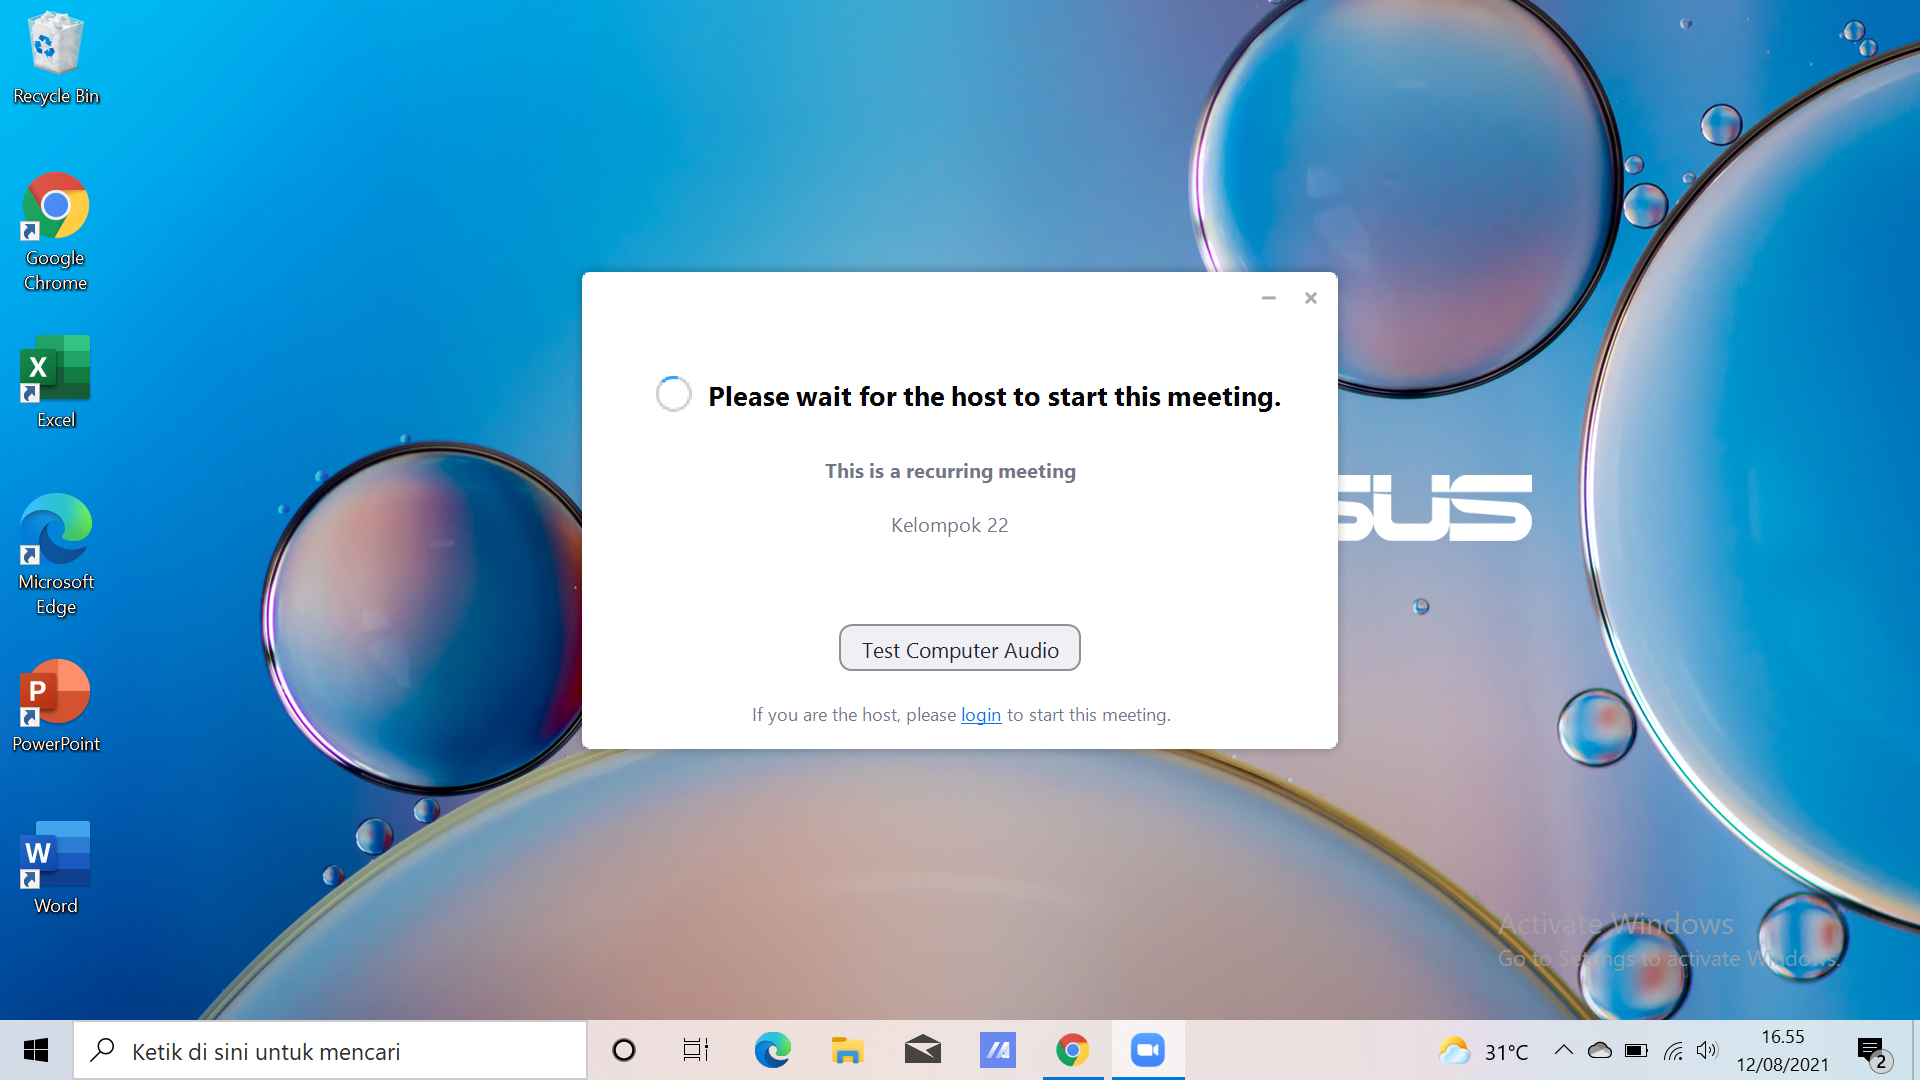 Recycle Bin
Google
Chrome
X
Excel
Microsoft
Edge
P
PowerPoint
W
Word
Please wait for the host to start this meeting.
This is a recurring meeting
Kelompok 22
Test Computer Audio
If you are the host, please login to start this meeting.
SUS
Activate Windows
Go to Settings to activate Windows.
Ketik di sini untuk mencari
31°C
16.55
12/08/2021
2